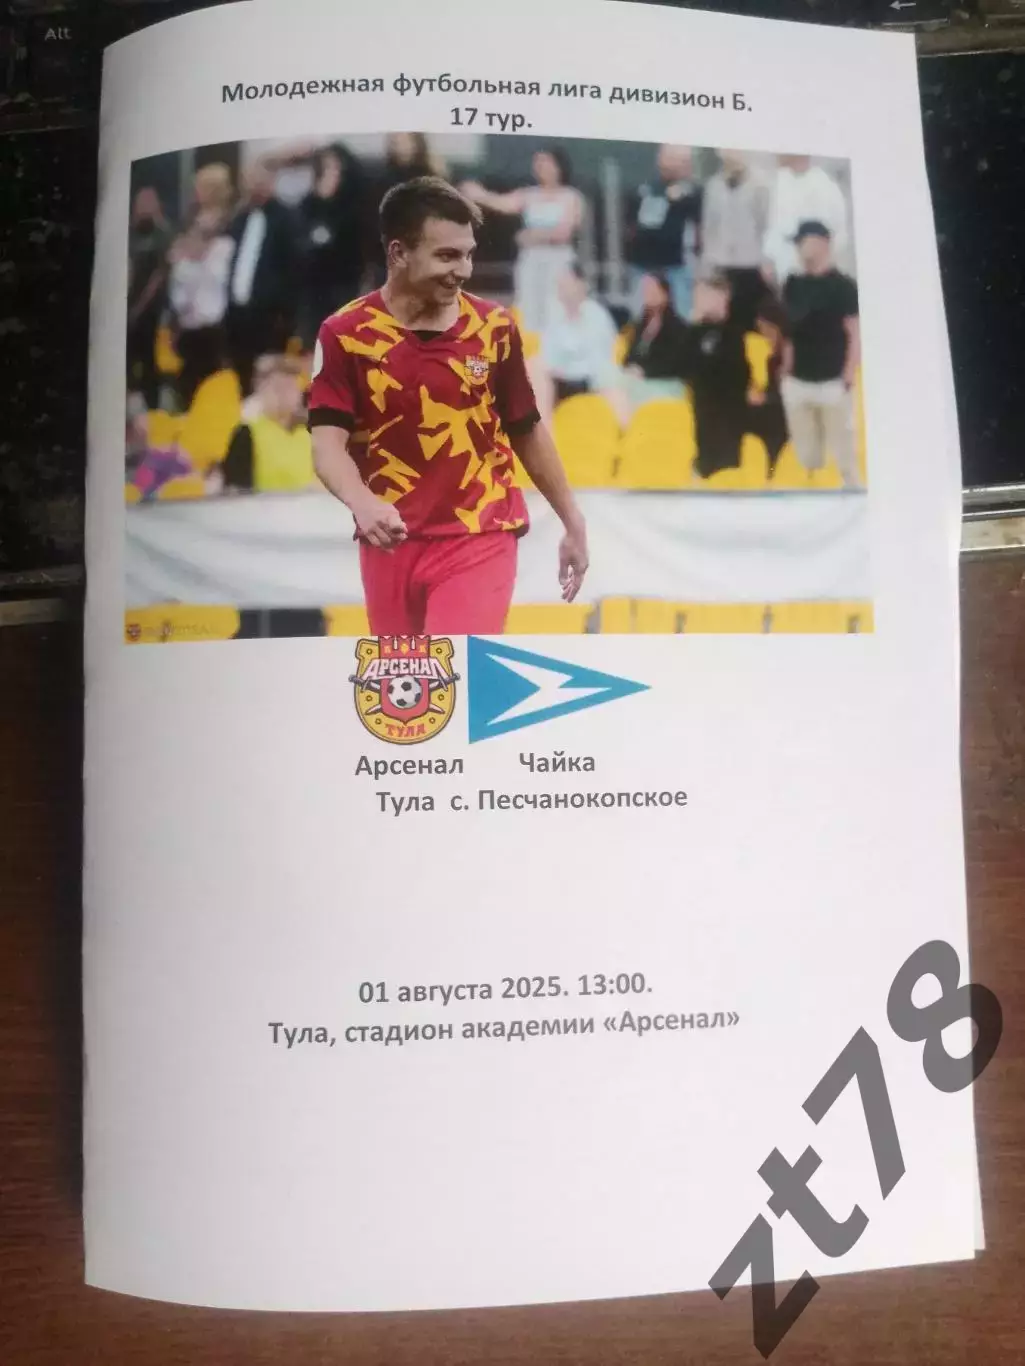 Alt
Молодежная футбольная лига дивизион Б.
17 тур.
АРСЕНАЛ
ТУЛА
Арсенал Чайка
Тула с. Песчанокопское
01 августа 2025. 13:00.
Тула, стадион академии «Арсенал»
zt78